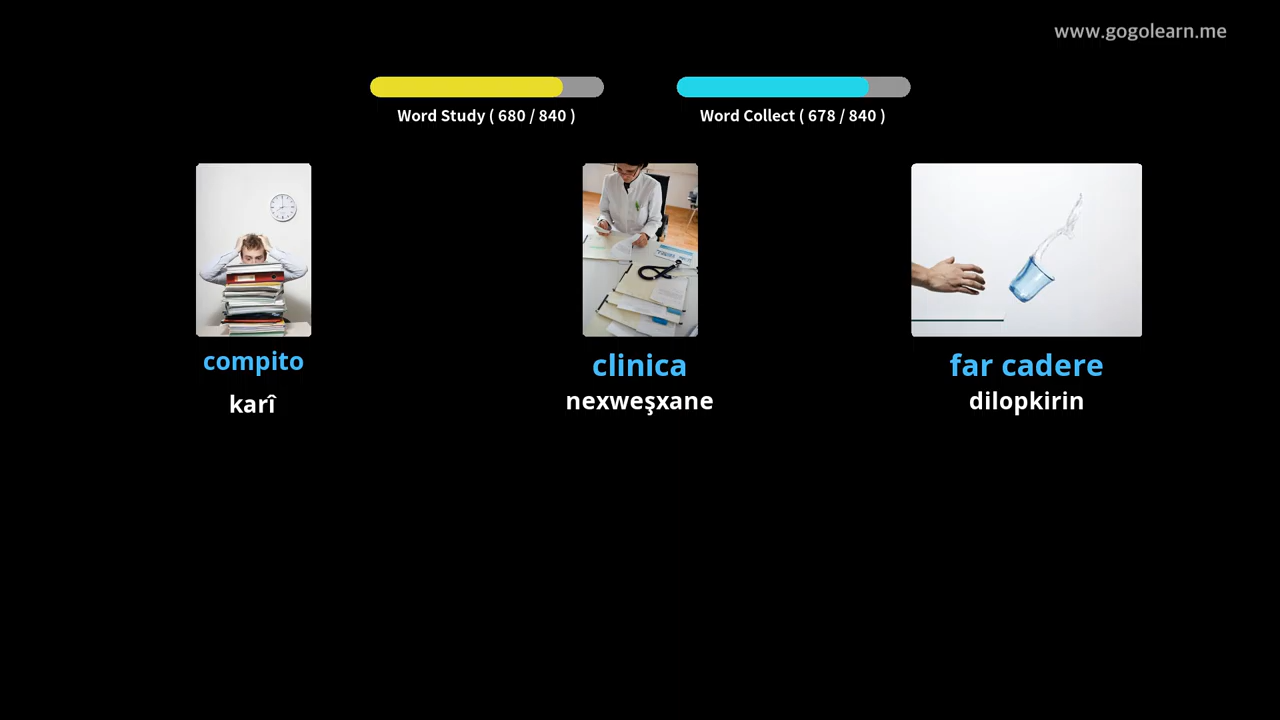 www.gogolearn.me
Word Study ( 680 / 840 )
Word Collect ( 678 / 840 )
compito
karî
clinica
nexweşxane
far cadere
dilopkirin